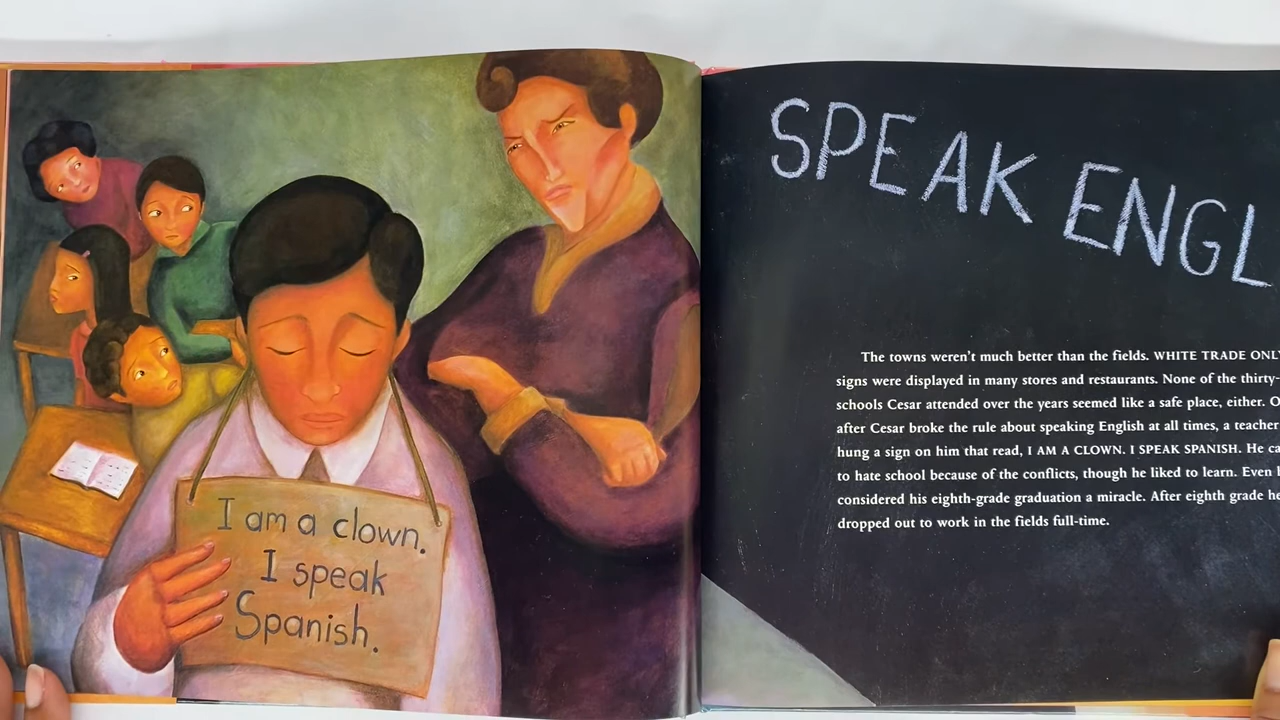 I am a clown.
I speak
Spanish.
SPEAK ENGL
The towns weren't much better than the fields. WHITE TRADE ONL
signs were displayed in many stores and restaurants. None of the thirty-
schools Cesar attended over the years seemed like a safe place, either. O
after Cesar broke the rule about speaking English at all times, a teacher
hung a sign on him that read, I AM A CLOWN. I SPEAK SPANISH. He ca
to hate school because of the conflicts, though he liked to learn. Even
considered his eighth-grade graduation a miracle. After eighth grade he
dropped out to work in the fields full-time.